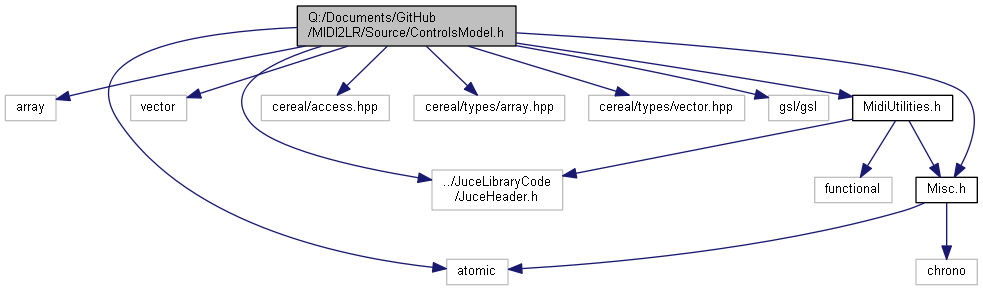 Q:/Documents/GitHub
/MIDI2LR/Source/ControlsModel.h
array
vector
cereal/access.hpp
cereal/types/array.hpp
cereal/types/vector.hpp
gsl/gsl
MidiUtilities.h
../JuceLibraryCode
/JuceHeader.h
functional
Misc.h
atomic
chrono